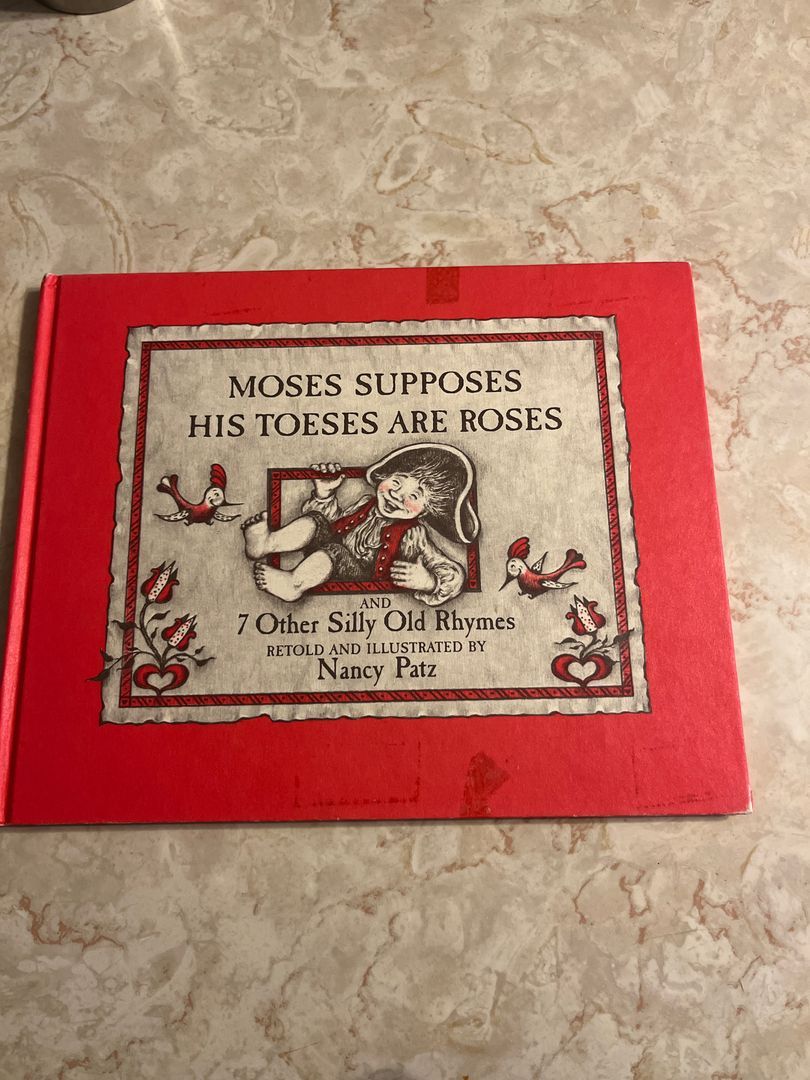 MOSES SUPPOSES
HIS TOESES ARE ROSES
AND
7 Other Silly Old Rhymes
RETOLD AND ILLUSTRATED BY
Nancy Patz